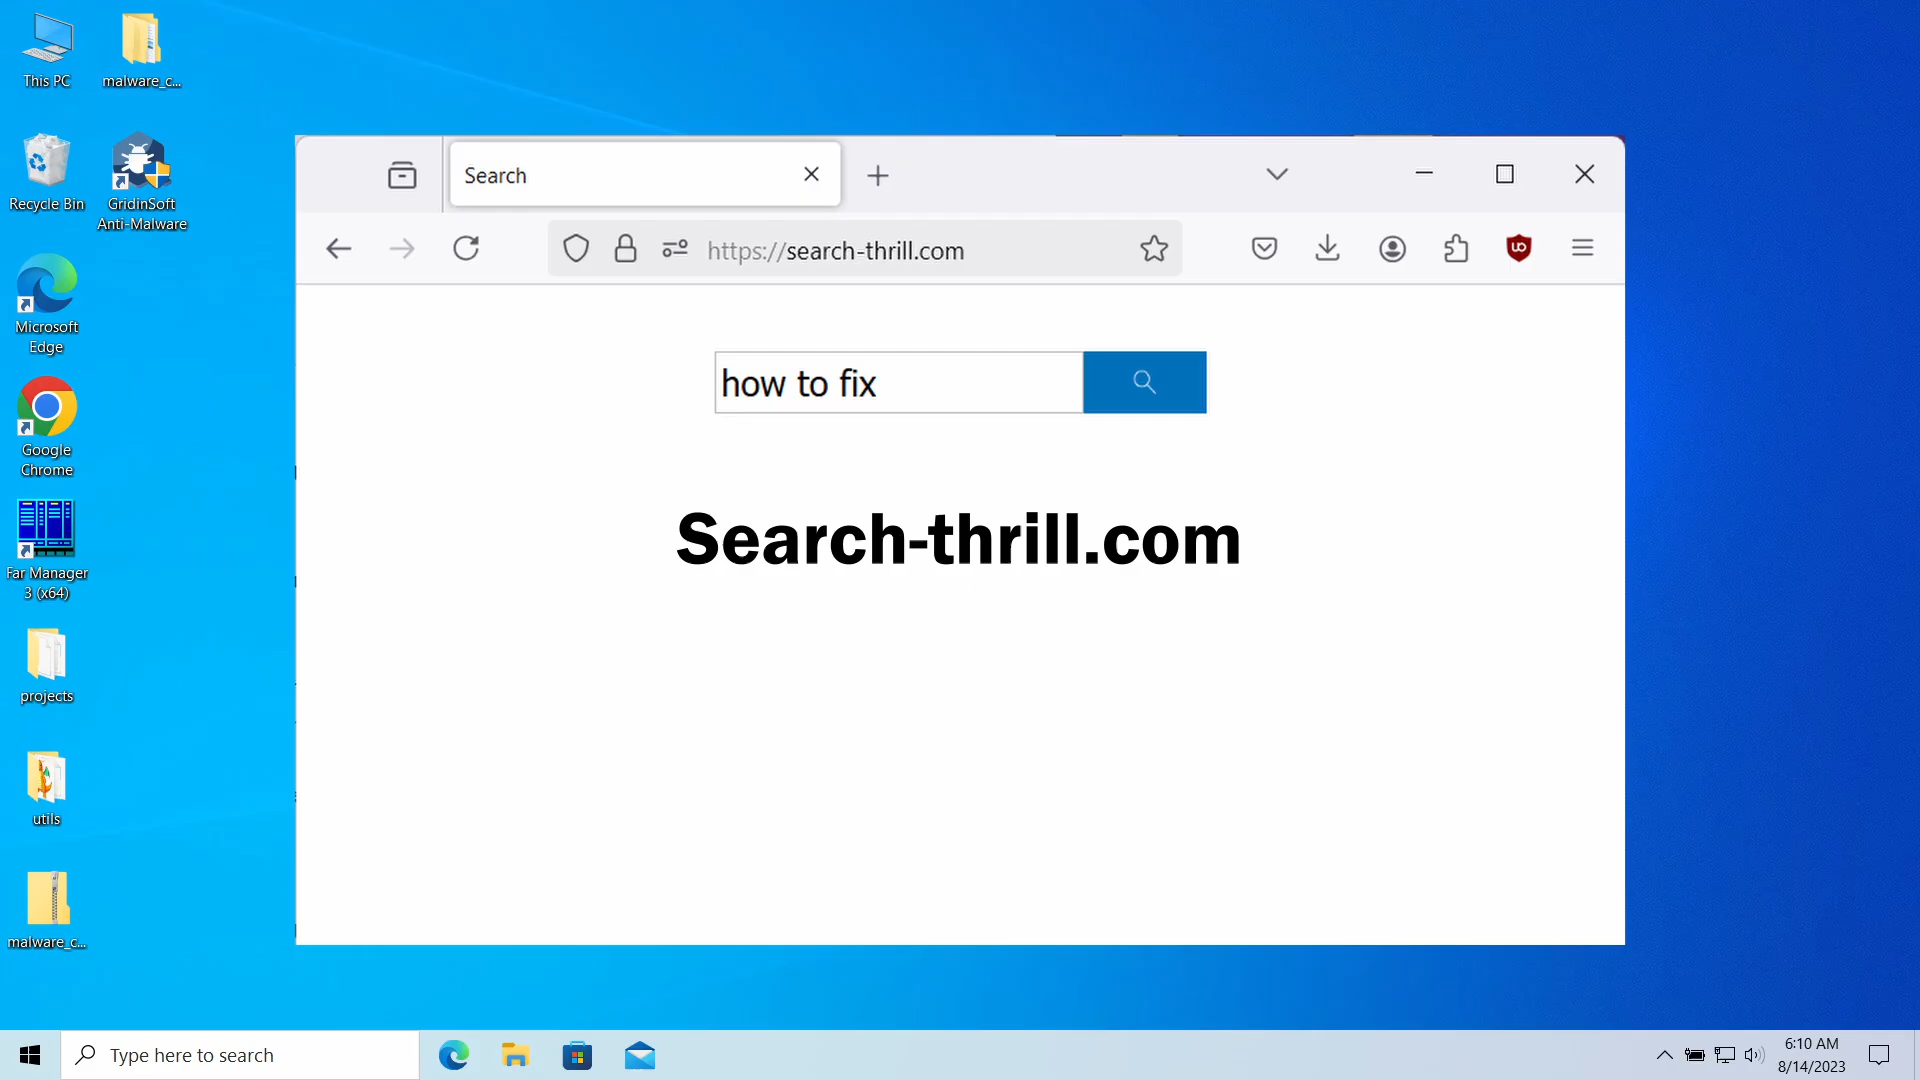 This PC
malware_c...
Recycle Bin
GridinSoft
Anti-Malware
Microsoft
Edge
Google
Chrome
Far Manager
3 (x64)
projects
utils
malware_c...
Search
https://search-thrill.com
how to fix
Search-thrill.com
Type here to search
6:10 AM
8/14/2023